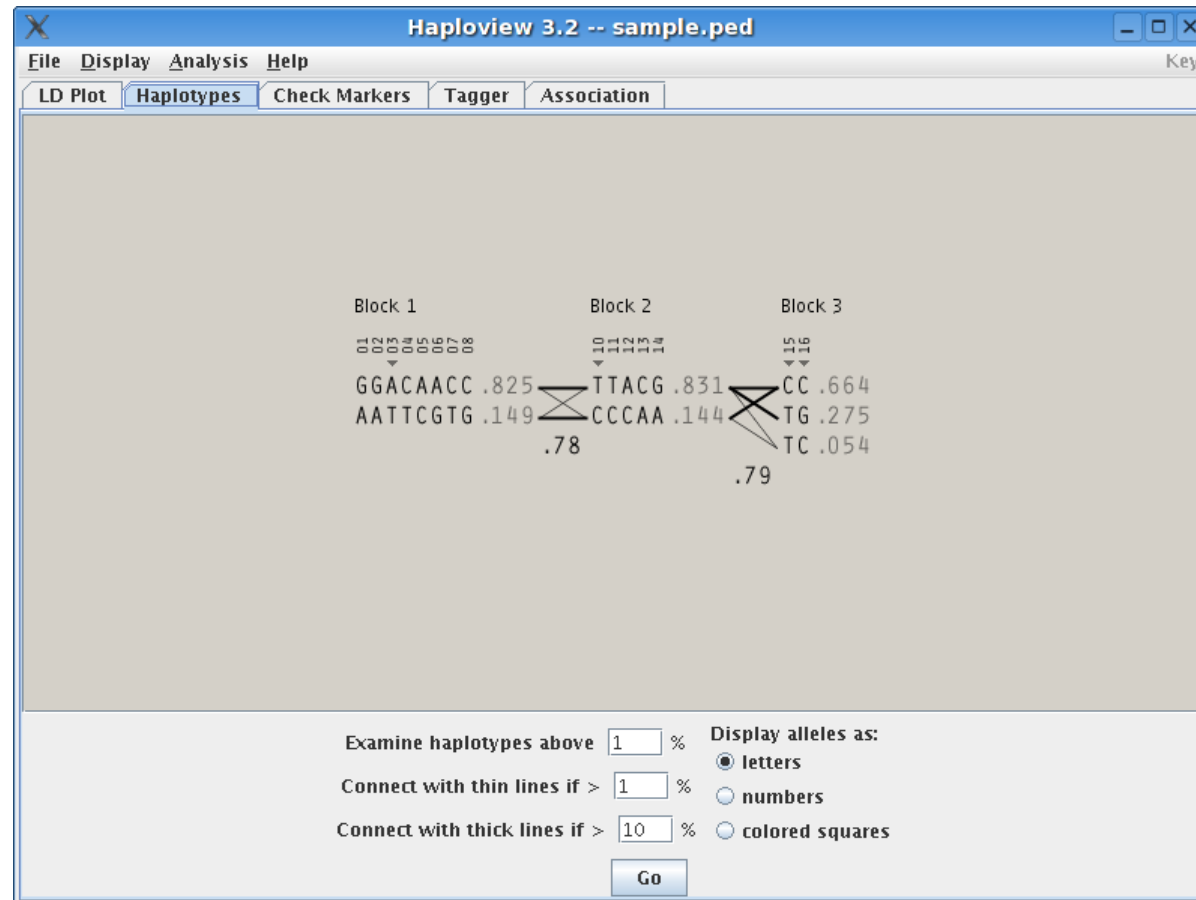 Haploview 3.2 -- sample.ped
File Display Analysis Help Key
LD Plot Haplotypes Check Markers Tagger Association
Block 1 Block 2 Block 3
01 02 03 04 05 06 07 08 10 11 12 13 14 15 16
GGACAACC .825 TTACG .831 CC .664
AATTCGTG .149 CCCAA .144 TG .275
.78 TC .054
.79
Examine haplotypes above 1 % Display alleles as:
letters
Connect with thin lines if > 1 %
numbers
Connect with thick lines if > 10 % colored squares
Go